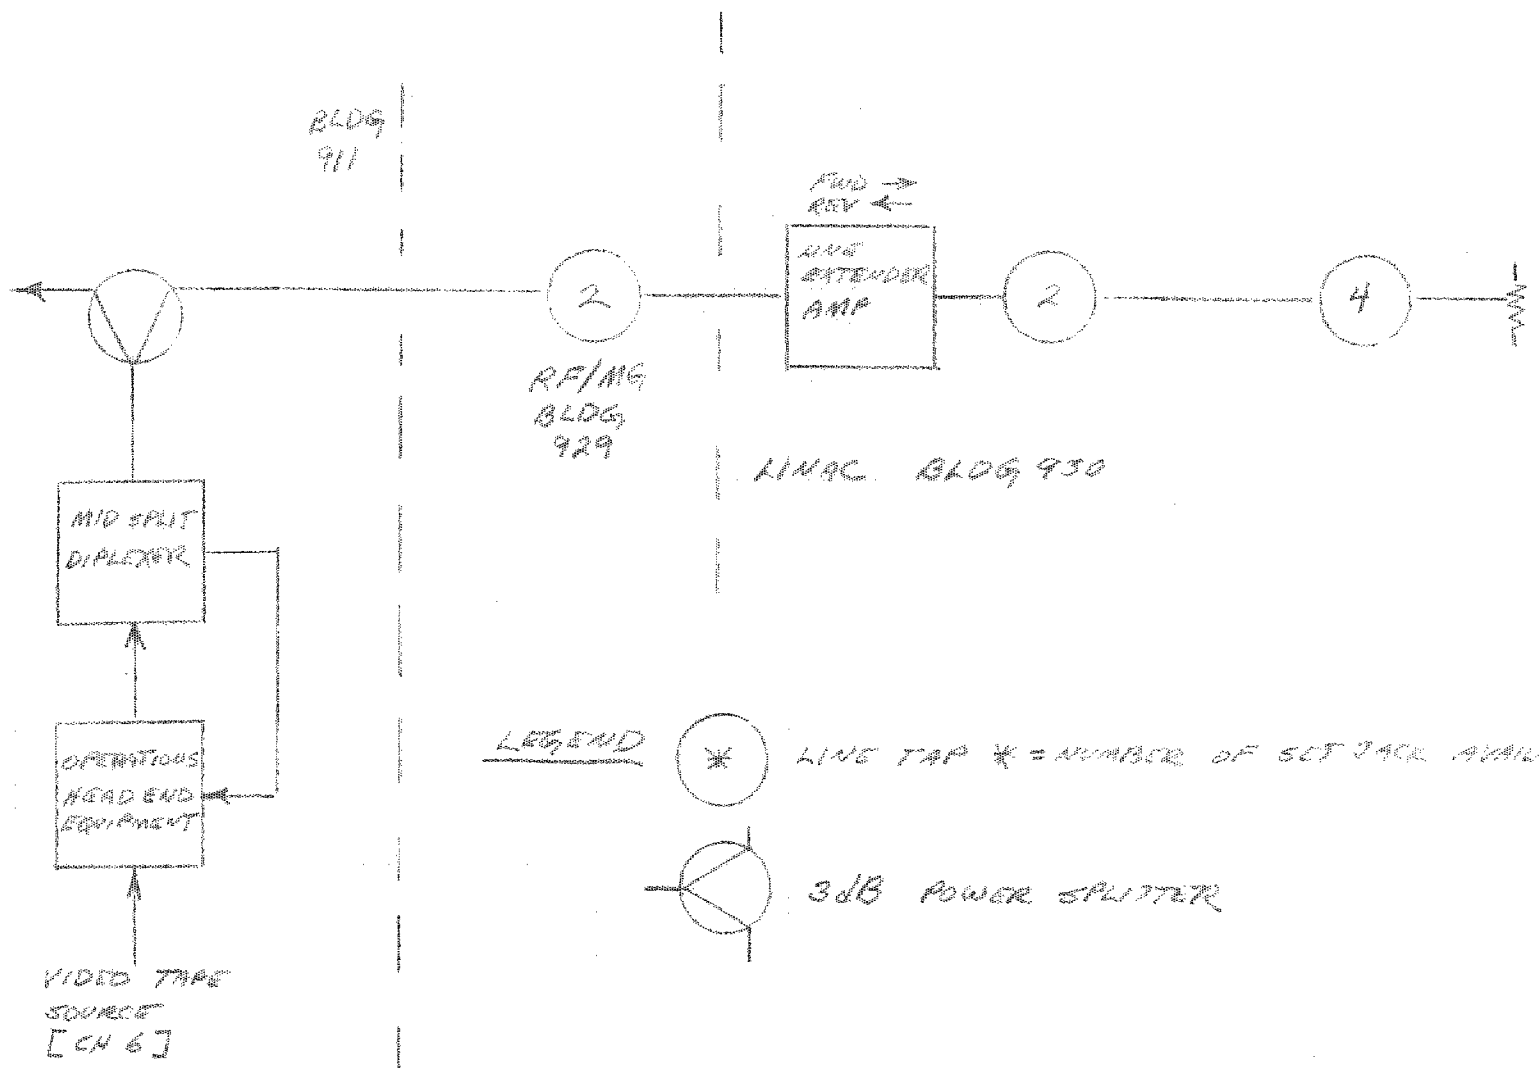 BLDG
911
FWD →
REV ←
LINE
EXTENDER
AMP
2
2
4
RF/MG
BLDG
929
LINAC BLDG 930
MID SPLIT
DIPLEXER
OPERATIONS
HEAD END
EQUIPMENT
VIDEO TAPE
SOURCE
[CH 6]
LEGEND
*
LINE TAP * = NUMBER OF SET JACK AVAIL
3dB POWER SPLITTER